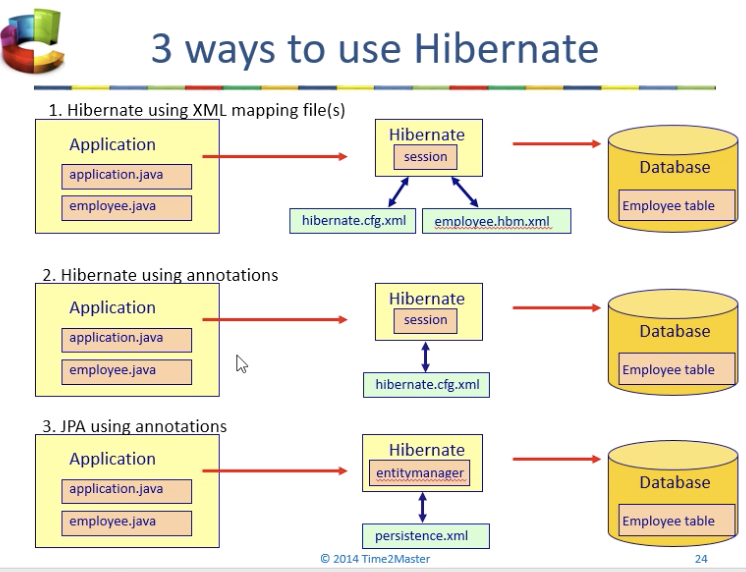 3 ways to use Hibernate
1. Hibernate using XML mapping file(s)
Application
application.java
employee.java
Hibernate
session
hibernate.cfg.xml
employee.hbm.xml
Database
Employee table
2. Hibernate using annotations
Application
application.java
employee.java
Hibernate
session
hibernate.cfg.xml
Database
Employee table
3. JPA using annotations
Application
application.java
employee.java
Hibernate
entitymanager
persistence.xml
Database
Employee table
© 2014 Time2Master
24